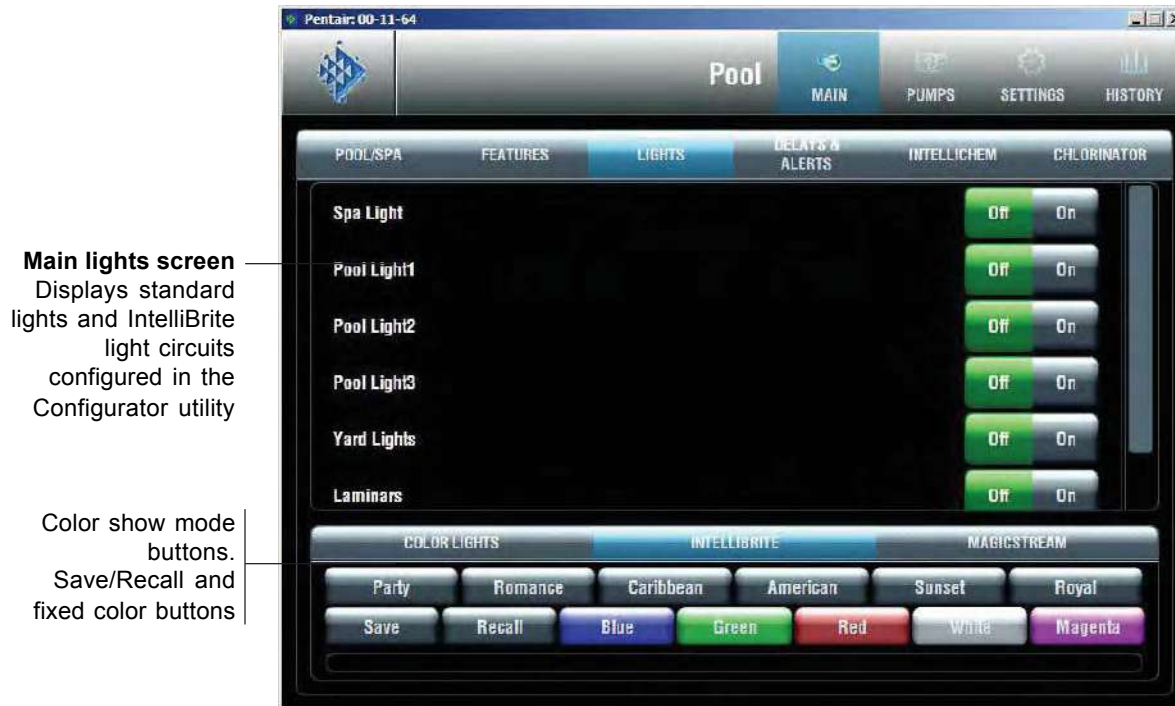 Pentair: 00-11-64
Pool
MAIN
PUMPS
SETTINGS
HISTORY
POOL/SPA
FEATURES
LIGHTS
DELAYS &
ALERTS
INTELLICHEM
CHLORINATOR
Spa Light
Off On
Pool Light1
Off On
Pool Light2
Off On
Pool Light3
Off On
Yard Lights
Off On
Laminars
Off On
Main lights screen
Displays standard
lights and IntelliBrite
light circuits
configured in the
Configurator utility
Color show mode
buttons.
Save/Recall and
fixed color buttons
COLOR LIGHTS
INTELLIBRITE
MAGICSTREAM
Party Romance Caribbean American Sunset Royal
Save Recall Blue Green Red White Magenta